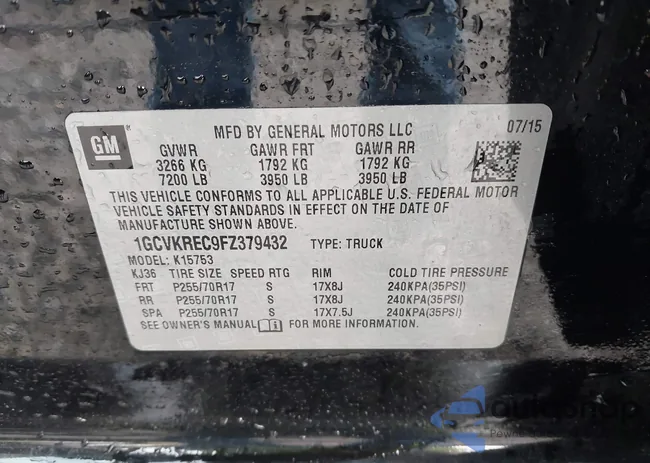 GM
MFD BY GENERAL MOTORS LLC 07/15
GVWR GAWR FRT GAWR RR
3266 KG 1792 KG 1792 KG
7200 LB 3950 LB 3950 LB
THIS VEHICLE CONFORMS TO ALL APPLICABLE U.S. FEDERAL MOTOR
VEHICLE SAFETY STANDARDS IN EFFECT ON THE DATE OF
MANUFACTURE SHOWN ABOVE.
1GCVKREC9FZ379432 TYPE: TRUCK
MODEL: K15753
KJ36 TIRE SIZE SPEED RTG RIM COLD TIRE PRESSURE
FRT P255/70R17 S 17X8J 240KPA(35PSI)
RR P255/70R17 S 17X8J 240KPA(35PSI)
SPA P255/70R17 S 17X7.5J 240KPA(35PSI)
SEE OWNER'S MANUAL FOR MORE INFORMATION.
Powe